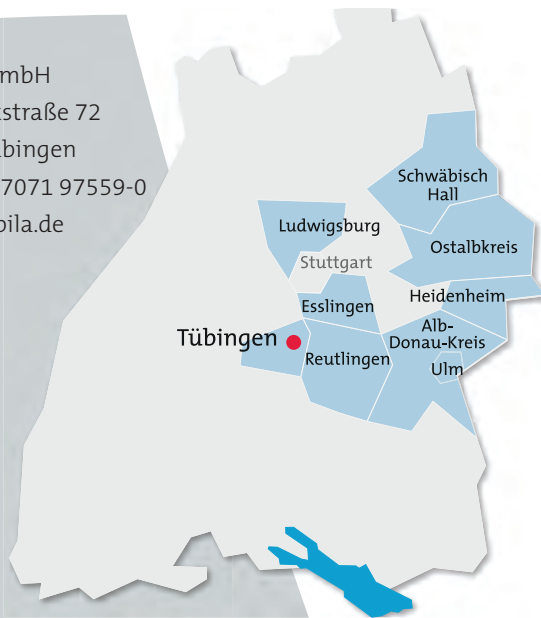 mbH
straße 72
bingen
7071 97559-0
bila.de
Schwäbisch
Hall
Ludwigsburg
Ostalbkreis
Stuttgart
Heidenheim
Esslingen
Alb-
Donau-Kreis
Tübingen
Reutlingen
Ulm